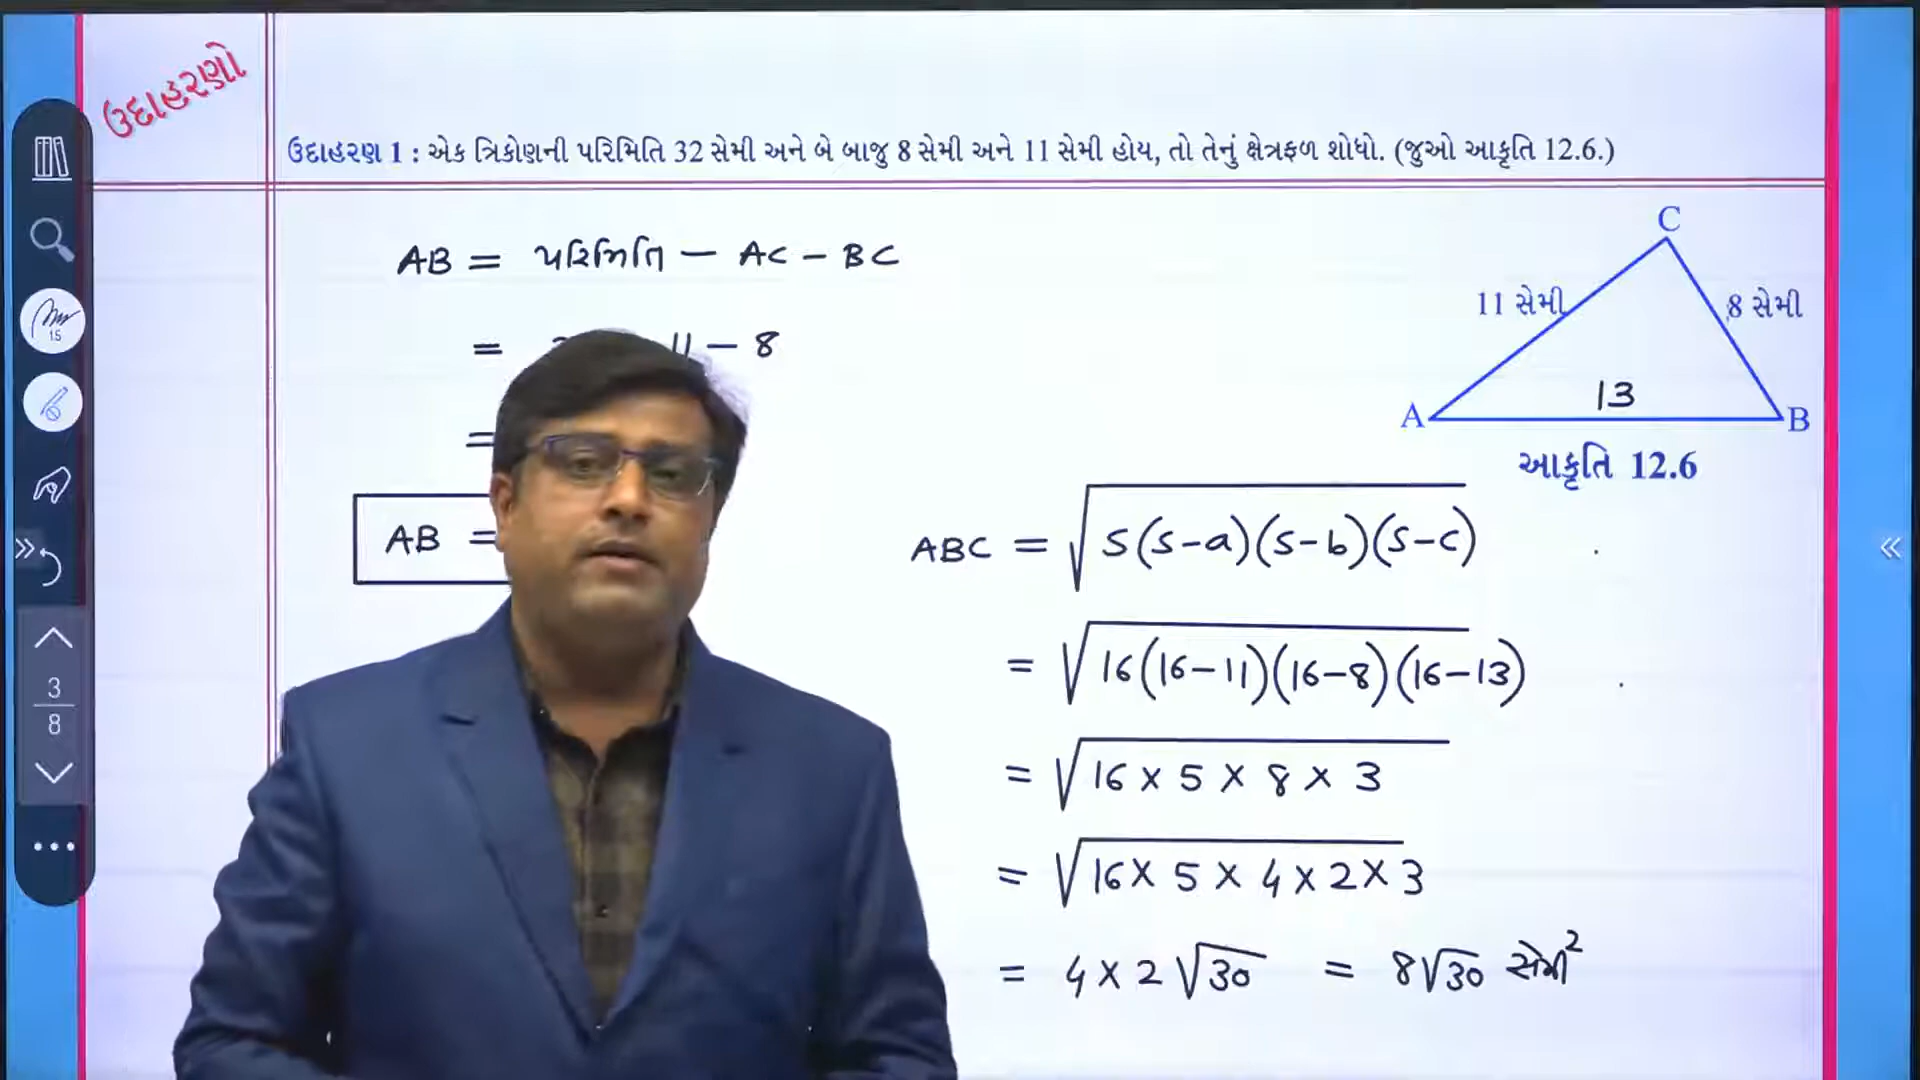 ઉદાહરણો
ઉદાહરણ 1 : એક ત્રિકોણની પરિમિતિ 32 સેમી અને બે બાજુ 8 સેમી અને 11 સેમી હોય, તો તેનું ક્ષેત્રફળ શોધો. (જુઓ આકૃતિ 12.6.)
AB = પરિમિતિ − AC − BC
= 11 − 8
=
AB =
C
11 સેમી
8 સેમી
13
A
B
આકૃતિ 12.6
ABC = √S(S-a)(S-b)(S-c)
= √16(16-11)(16-8)(16-13)
= √16 × 5 × 8 × 3
= √16 × 5 × 4 × 2 × 3
= 4 × 2 √30 = 8√30 સેમી²
15
3
8